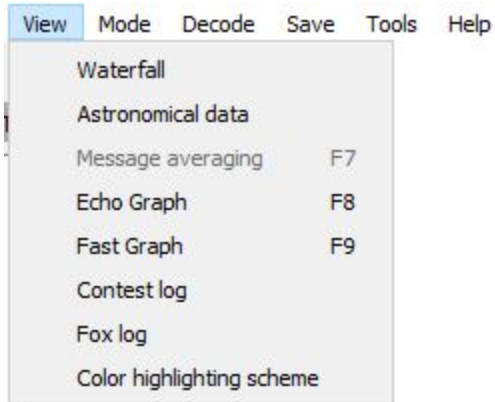 View Mode Decode Save Tools Help
Waterfall
Astronomical data
Message averaging F7
Echo Graph F8
Fast Graph F9
Contest log
Fox log
Color highlighting scheme